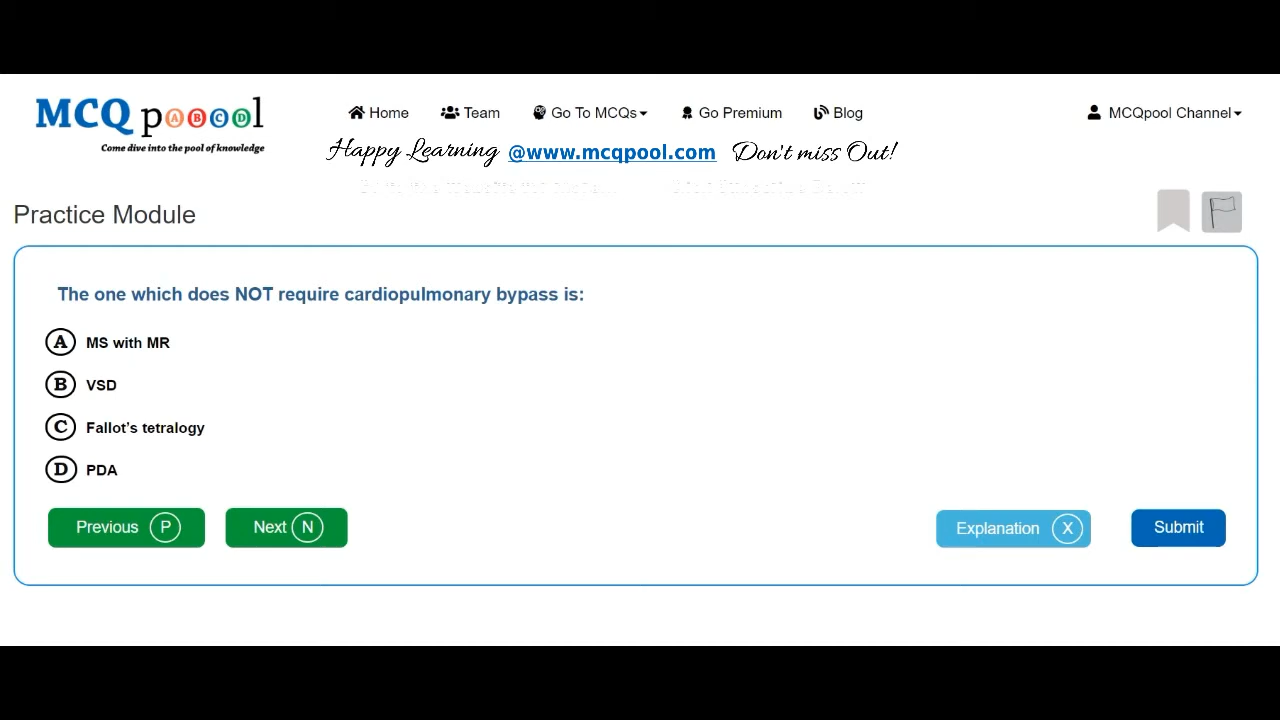 MCQ pABCDl
Come dive into the pool of knowledge
Home Team Go To MCQs Go Premium Blog MCQpool Channel
Happy Learning @www.mcqpool.com Don't miss Out!
Practice Module
The one which does NOT require cardiopulmonary bypass is:
A MS with MR
B VSD
C Fallot’s tetralogy
D PDA
Previous P Next N Explanation X Submit